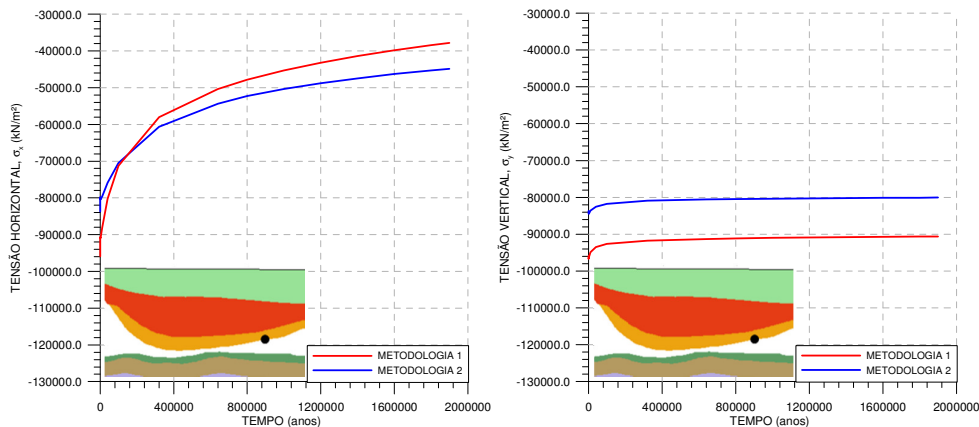 -30000.0
-40000.0
-50000.0
-60000.0
-70000.0
-80000.0
-90000.0
-100000.0
-110000.0
-120000.0
-130000.0
TENSÃO HORIZONTAL, σx (kN/m²)
0 400000 800000 1200000 1600000 2000000
TEMPO (anos)
METODOLOGIA 1
METODOLOGIA 2
-30000.0
-40000.0
-50000.0
-60000.0
-70000.0
-80000.0
-90000.0
-100000.0
-110000.0
-120000.0
-130000.0
TENSÃO VERTICAL, σy (kN/m²)
0 400000 800000 1200000 1600000 2000000
TEMPO (anos)
METODOLOGIA 1
METODOLOGIA 2